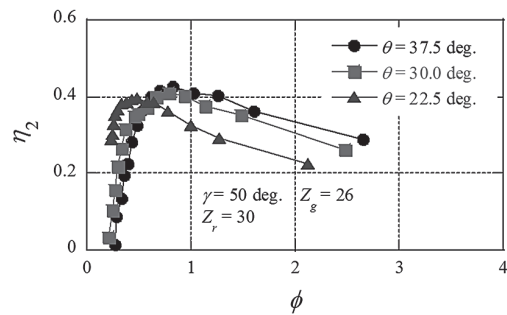 0.6
θ = 37.5 deg.
θ = 30.0 deg.
θ = 22.5 deg.
0.4
η2
0.2
γ = 50 deg. Zg = 26
Zr = 30
0
0 1 2 3 4
ϕ